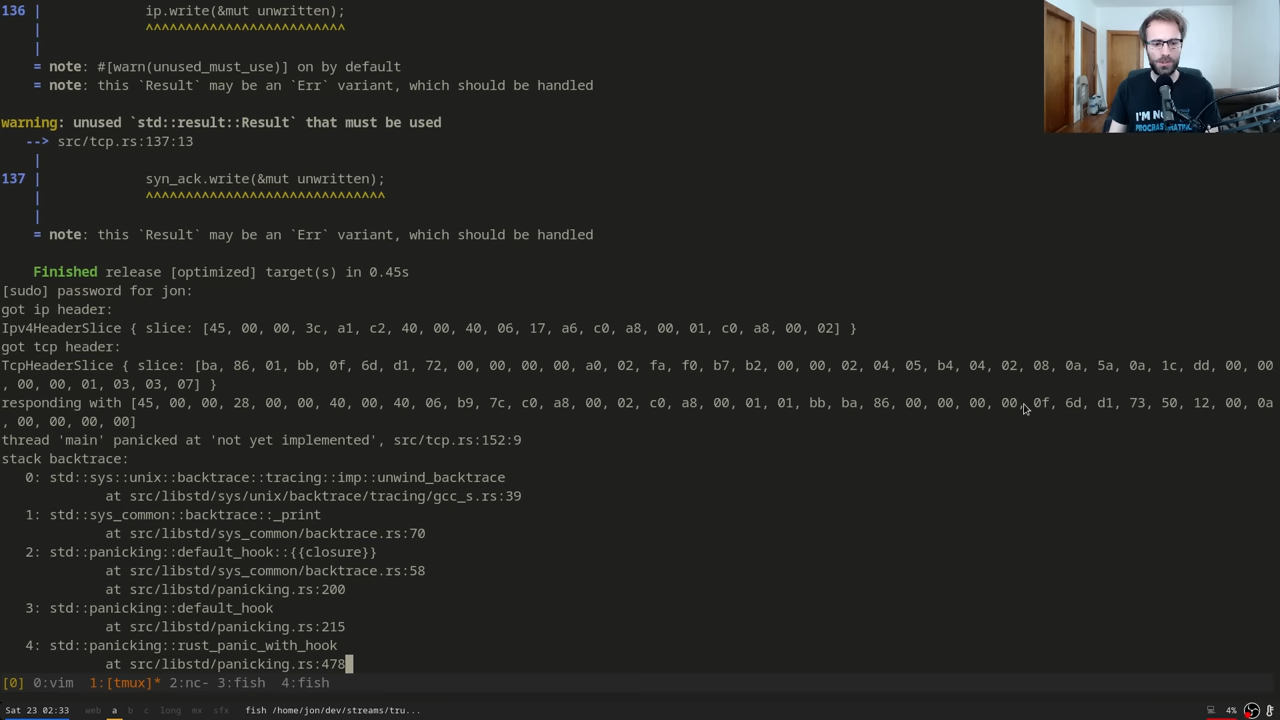 136 |             ip.write(&mut unwritten);
    |             ^^^^^^^^^^^^^^^^^^^^^^^^^
    |
    = note: #[warn(unused_must_use)] on by default
    = note: this `Result` may be an `Err` variant, which should be handled
warning: unused `std::result::Result` that must be used
   --> src/tcp.rs:137:13
    |
137 |             syn_ack.write(&mut unwritten);
    |             ^^^^^^^^^^^^^^^^^^^^^^^^^^^^^^
    |
    = note: this `Result` may be an `Err` variant, which should be handled
    Finished release [optimized] target(s) in 0.45s
[sudo] password for jon:
got ip header:
Ipv4HeaderSlice { slice: [45, 00, 00, 3c, a1, c2, 40, 00, 40, 06, 17, a6, c0, a8, 00, 01, c0, a8, 00, 02] }
got tcp header:
TcpHeaderSlice { slice: [ba, 86, 01, bb, 0f, 6d, d1, 72, 00, 00, 00, 00, a0, 02, fa, f0, b7, b2, 00, 00, 02, 04, 05, b4, 04, 02, 08, 0a, 5a, 0a, 1c, dd, 00, 00
, 00, 00, 01, 03, 03, 07] }
responding with [45, 00, 00, 28, 00, 00, 40, 00, 40, 06, b9, 7c, c0, a8, 00, 02, c0, a8, 00, 01, 01, bb, ba, 86, 00, 00, 00, 00, 0f, 6d, d1, 73, 50, 12, 00, 0a
, 00, 00, 00, 00]
thread 'main' panicked at 'not yet implemented', src/tcp.rs:152:9
stack backtrace:
   0: std::sys::unix::backtrace::tracing::imp::unwind_backtrace
             at src/libstd/sys/unix/backtrace/tracing/gcc_s.rs:39
   1: std::sys_common::backtrace::_print
             at src/libstd/sys_common/backtrace.rs:70
   2: std::panicking::default_hook::{{closure}}
             at src/libstd/sys_common/backtrace.rs:58
             at src/libstd/panicking.rs:200
   3: std::panicking::default_hook
             at src/libstd/panicking.rs:215
   4: std::panicking::rust_panic_with_hook
             at src/libstd/panicking.rs:478
[0] 0:vim  1:[tmux]* 2:nc- 3:fish  4:fish
Sat 23 02:33 web a b c long mx sfx fish /home/jon/dev/streams/tru... 4%
I'M NO